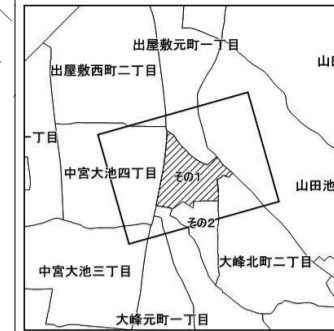 出屋敷元町一丁目
山田
出屋敷西町二丁目
一丁目
中宮大池四丁目
その1
山田池
その2
大峰北町二丁目
中宮大池三丁目
大峰元町一丁目